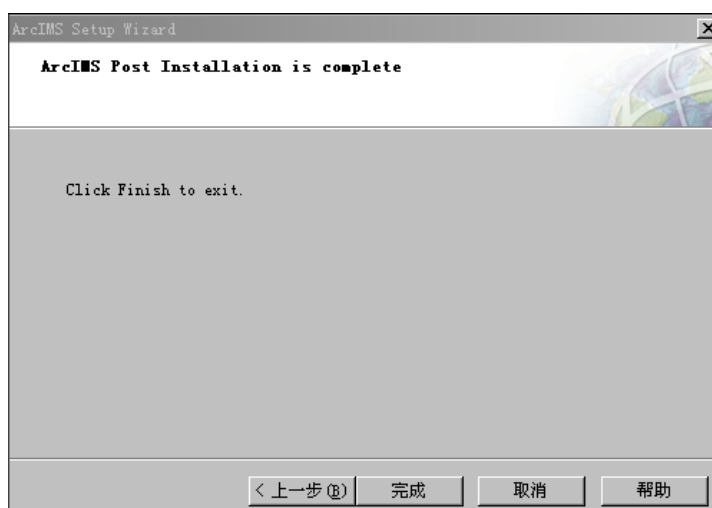 ArcIMS Setup Wizard
ArcIMS Post Installation is complete
Click Finish to exit.
< 上一步(B) 完成 取消 帮助